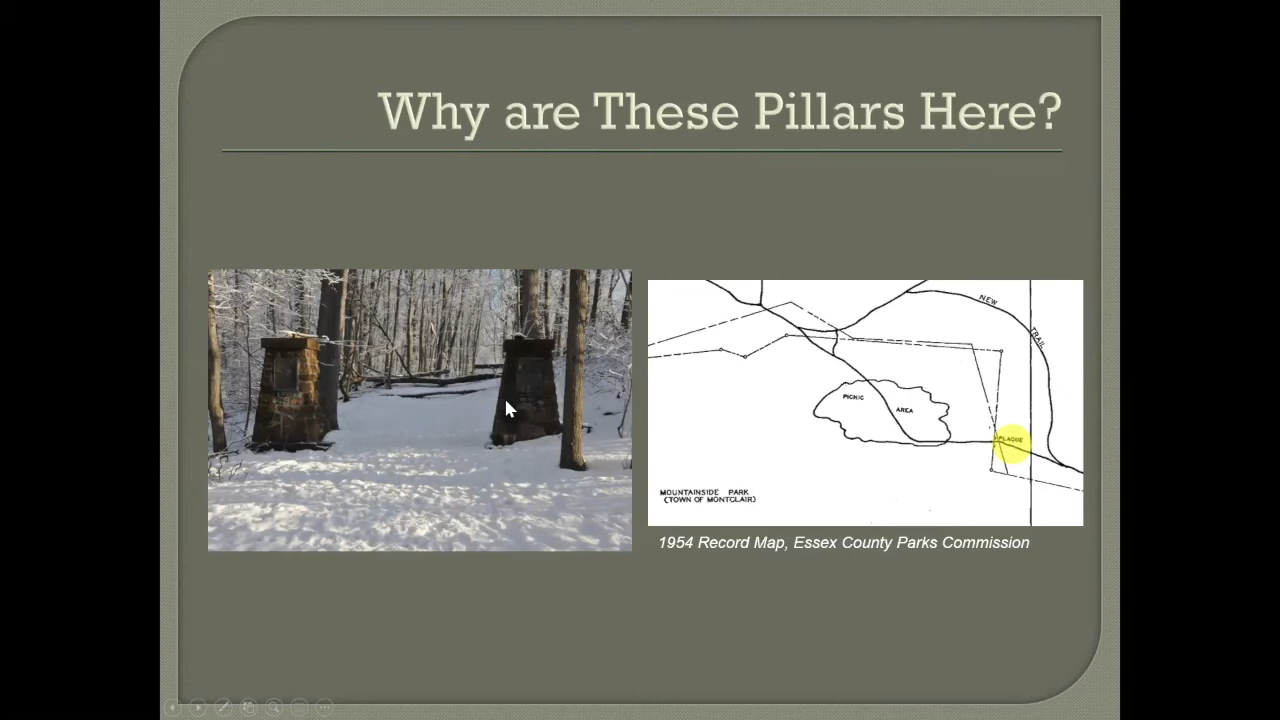 Why are These Pillars Here?
NEW
TRAIL
PICNIC
AREA
PLAQUE
MOUNTAINSIDE PARK
(TOWN OF MONTCLAIR)
1954 Record Map, Essex County Parks Commission